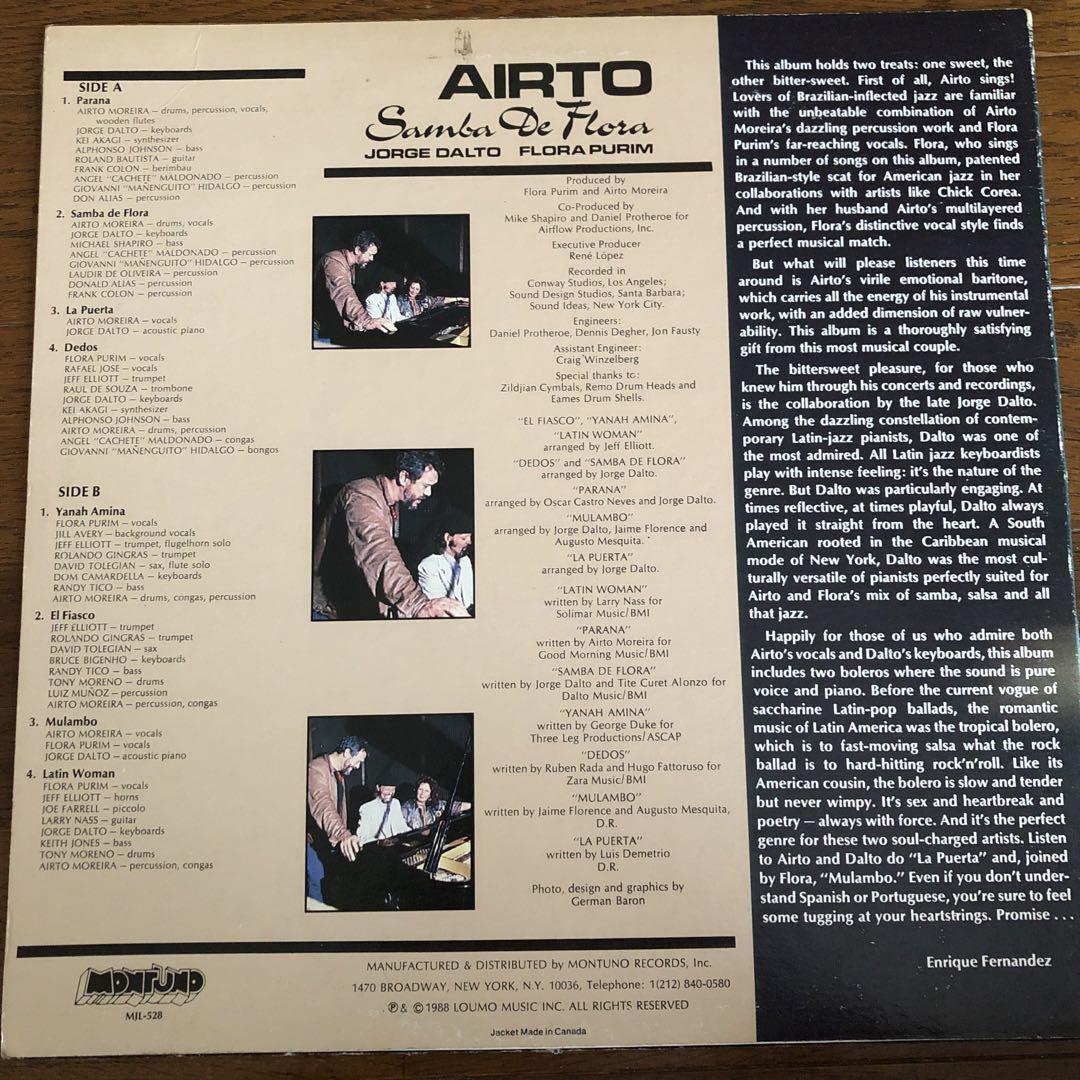 AIRTO
Samba De Flora
JORGE DALTO FLORA PURIM
SIDE A
1. Parana
AIRTO MOREIRA — drums, percussion, vocals,
wooden flutes
JORGE DALTO — keyboards
KEI AKAGI — synthesizer
ALPHONSO JOHNSON — bass
ROLAND BAUTISTA — guitar
FRANK COLON — berimbau
ANGEL "CACHETE" MALDONADO — percussion
GIOVANNI "MAÑENGUITO" HIDALGO — percussion
DON ALIAS — percussion
2. Samba de Flora
AIRTO MOREIRA — drums, vocals
JORGE DALTO — keyboards
MICHAEL SHAPIRO — bass
ANGEL "CACHETE" MALDONADO — percussion
GIOVANNI "MAÑENGUITO" HIDALGO — percussion
LAUDIR DE OLIVEIRA — percussion
DONALD ALIAS — percussion
FRANK COLON — percussion
3. La Puerta
AIRTO MOREIRA — vocals
JORGE DALTO — acoustic piano
4. Dedos
FLORA PURIM — vocals
RAFAEL JOSE — vocals
JEFF ELLIOTT — trumpet
RAUL DE SOUZA — trombone
JORGE DALTO — keyboards
KEI AKAGI — synthesizer
ALPHONSO JOHNSON — bass
AIRTO MOREIRA — drums, percussion
ANGEL "CACHETE" MALDONADO — congas
GIOVANNI "MAÑENGUITO" HIDALGO — bongos
SIDE B
1. Yanah Amina
FLORA PURIM — vocals
JILL AVERY — background vocals
JEFF ELLIOTT — trumpet, flugelhorn solo
ROLANDO GINGRAS — trumpet
DAVID TOLEGIAN — sax, flute solo
DOM CAMARDELLA — keyboards
RANDY TICO — bass
AIRTO MOREIRA — drums, congas, percussion
2. El Fiasco
JEFF ELLIOTT — trumpet
ROLANDO GINGRAS — trumpet
DAVID TOLEGIAN — sax
BRUCE BIGENHO — keyboards
RANDY TICO — bass
TONY MORENO — drums
LUIZ MUÑOZ — percussion
AIRTO MOREIRA — percussion, congas
3. Mulambo
AIRTO MOREIRA — vocals
FLORA PURIM — vocals
JORGE DALTO — acoustic piano
4. Latin Woman
FLORA PURIM — vocals
JEFF ELLIOTT — horns
JOE FARRELL — piccolo
LARRY NASS — guitar
JORGE DALTO — keyboards
KEITH JONES — bass
TONY MORENO — drums
AIRTO MOREIRA — percussion, congas
Produced by
Flora Purim and Airto Moreira
Co-Produced by
Mike Shapiro and Daniel Protheroe for
Airflow Productions, Inc.
Executive Producer
René López
Recorded in
Conway Studios, Los Angeles;
Sound Design Studios, Santa Barbara;
Sound Ideas, New York City.
Engineers:
Daniel Protheroe, Dennis Degher, Jon Fausty
Assistant Engineer:
Craig Winzelberg
Special thanks to:
Zildjian Cymbals, Remo Drum Heads and
Eames Drum Shells.
"EL FIASCO", "YANAH AMINA",
"LATIN WOMAN"
arranged by Jeff Elliott.
"DEDOS" and "SAMBA DE FLORA"
arranged by Jorge Dalto.
"PARANA"
arranged by Oscar Castro Neves and Jorge Dalto.
"MULAMBO"
arranged by Jorge Dalto, Jaime Florence and
Augusto Mesquita.
"LA PUERTA"
arranged by Jorge Dalto.
"LATIN WOMAN"
written by Larry Nass for
Solimar Music/BMI
"PARANA"
written by Airto Moreira for
Good Morning Music/BMI
"SAMBA DE FLORA"
written by Jorge Dalto and Tite Curet Alonzo for
Dalto Music/BMI
"YANAH AMINA"
written by George Duke for
Three Leg Productions/ASCAP
"DEDOS"
written by Ruben Rada and Hugo Fattoruso for
Zara Music/BMI
"MULAMBO"
written by Jaime Florence and Augusto Mesquita,
D.R.
"LA PUERTA"
written by Luis Demetrio
D.R.
Photo, design and graphics by
German Baron
This album holds two treats: one sweet, the
other bitter-sweet. First of all, Airto sings!
Lovers of Brazilian-inflected jazz are familiar
with the unbeatable combination of Airto
Moreira's dazzling percussion work and Flora
Purim's far-reaching vocals. Flora, who sings
in a number of songs on this album, patented
Brazilian-style scat for American jazz in her
collaborations with artists like Chick Corea.
And with her husband Airto's multilayered
percussion, Flora's distinctive vocal style finds
a perfect musical match.
But what will please listeners this time
around is Airto's virile emotional baritone,
which carries all the energy of his instrumental
work, with an added dimension of raw vulner-
ability. This album is a thoroughly satisfying
gift from this most musical couple.
The bittersweet pleasure, for those who
knew him through his concerts and recordings,
is the collaboration by the late Jorge Dalto.
Among the dazzling constellation of contem-
porary Latin-jazz pianists, Dalto was one of
the most admired. All Latin jazz keyboardists
play with intense feeling: it's the nature of the
genre. But Dalto was particularly engaging. At
times reflective, at times playful, Dalto always
played it straight from the heart. A South
American rooted in the Caribbean musical
mode of New York, Dalto was the most cul-
turally versatile of pianists perfectly suited for
Airto and Flora's mix of samba, salsa and all
that jazz.
Happily for those of us who admire both
Airto's vocals and Dalto's keyboards, this album
includes two boleros where the sound is pure
voice and piano. Before the current vogue of
saccharine Latin-pop ballads, the romantic
music of Latin America was the tropical bolero,
which is to fast-moving salsa what the rock
ballad is to hard-hitting rock'n'roll. Like its
American cousin, the bolero is slow and tender
but never wimpy. It's sex and heartbreak and
poetry — always with force. And it's the perfect
genre for these two soul-charged artists. Listen
to Airto and Dalto do "La Puerta" and, joined
by Flora, "Mulambo." Even if you don't under-
stand Spanish or Portuguese, you're sure to feel
some tugging at your heartstrings. Promise . . .
Enrique Fernandez
MONTUNO
MJL-528
MANUFACTURED & DISTRIBUTED by MONTUNO RECORDS, Inc.
1470 BROADWAY, NEW YORK, N.Y. 10036, Telephone: 1(212) 840-0580
℗ & © 1988 LOUMO MUSIC INC. ALL RIGHTS RESERVED
Jacket Made in Canada